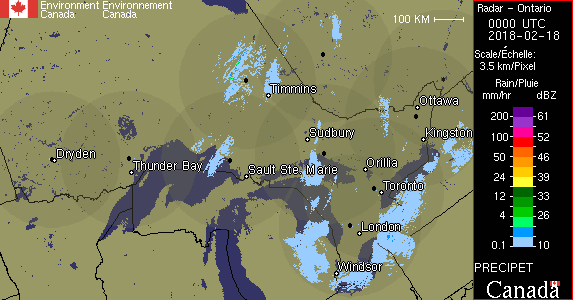 Environment Environnement
Canada Canada
100 KM
Timmins
Ottawa
Sudbury
Kingston
Dryden
Thunder Bay
Sault Ste. Marie
Orillia
Toronto
London
Windsor
Radar - Ontario
0000 UTC
2018-02-18
Scale/Échelle:
3.5 km/Pixel
Rain/Pluie
mm/hr dBZ
200 61
100 52
50 46
24 39
12 33
4 26
0.1 10
PRECIPET
Canada